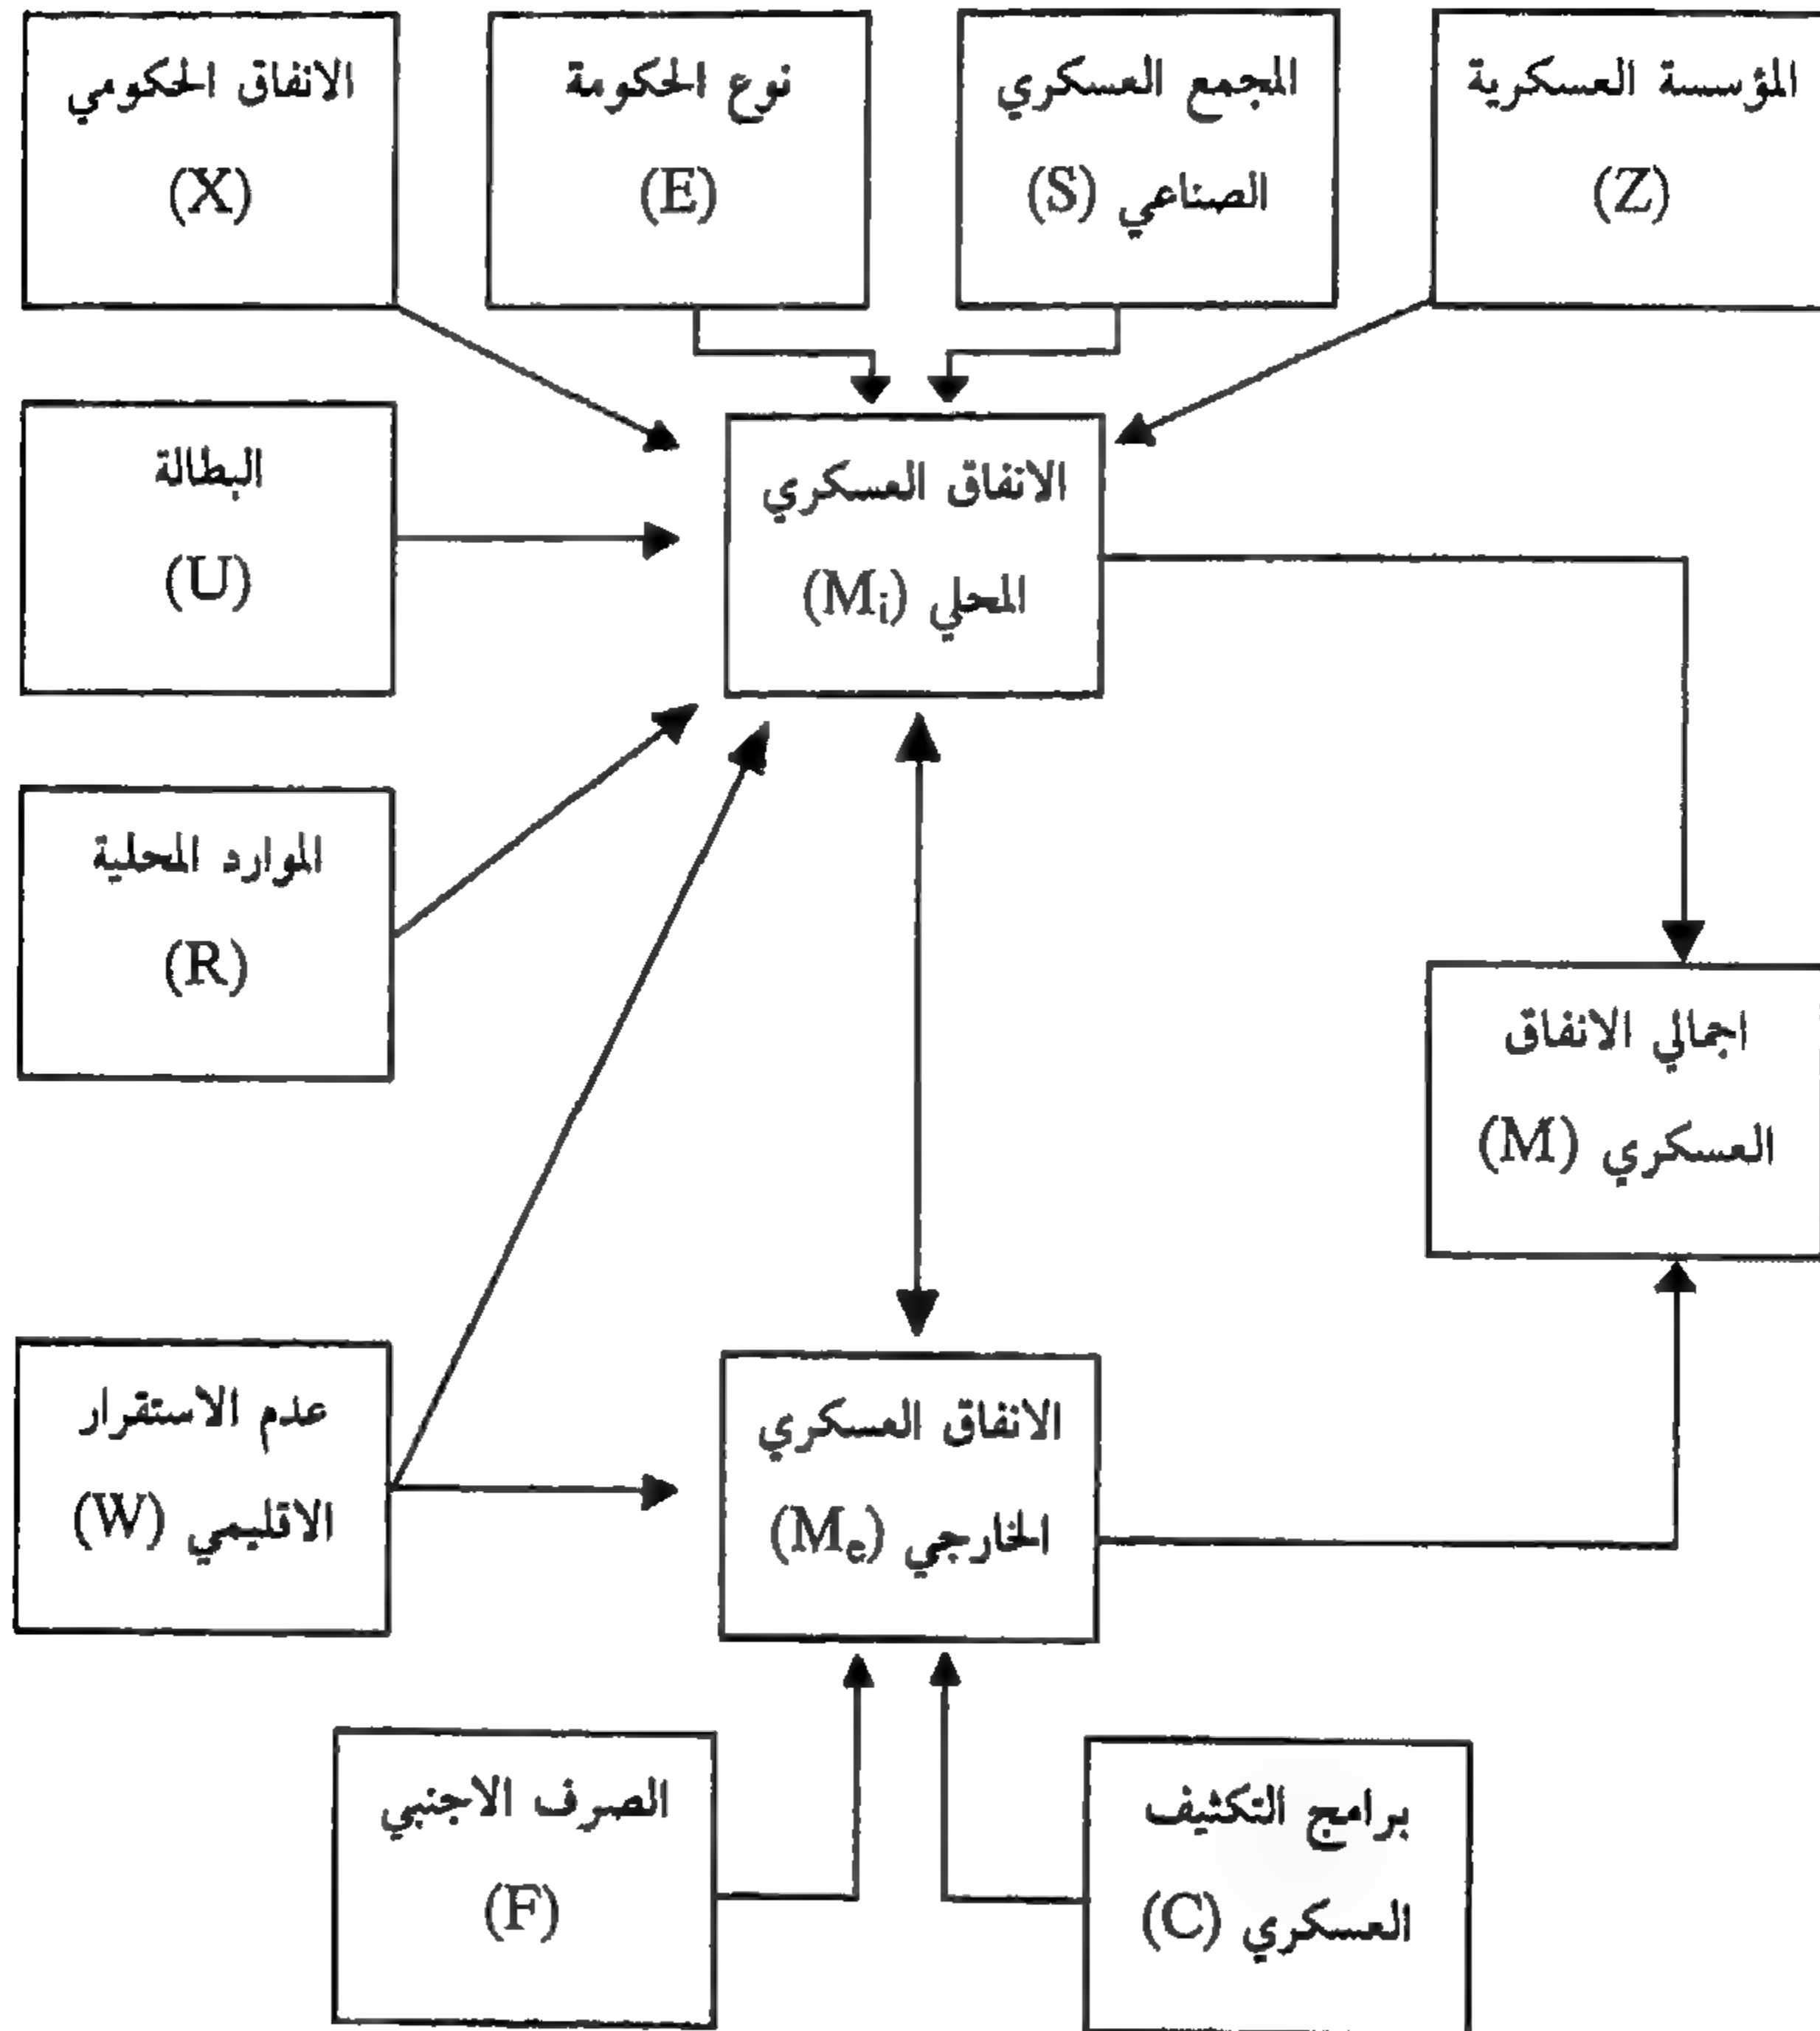 المؤسسة العسكرية
(Z)
المجمع العسكري
الصناعي (S)
نوع الحكومة
(E)
الانفاق الحكومي
(X)
الانفاق العسكري
المحلي (Mi)
البطالة
(U)
الموارد المحلية
(R)
اجمالي الانفاق
العسكري (M)
الانفاق العسكري
الخارجي (Me)
عدم الاستقرار
الاقليمي (W)
برامج التكثيف
العسكري (C)
الصرف الاجنبي
(F)